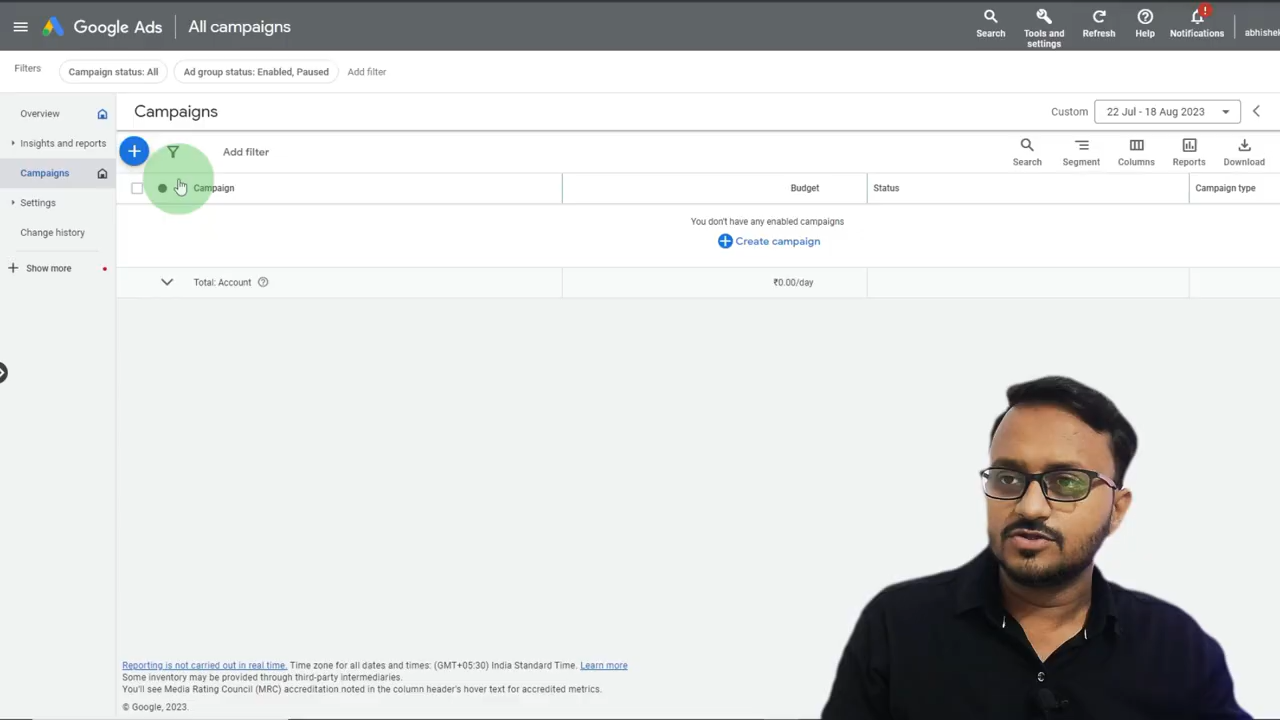 Google Ads
All campaigns
Search
Tools and
settings
Refresh
Help
!
Notifications
abhishek
Filters
Campaign status: All
Ad group status: Enabled, Paused
Add filter
Overview
Insights and reports
Campaigns
Settings
Change history
Show more
Campaigns
Custom
22 Jul - 18 Aug 2023
Add filter
Search
Segment
Columns
Reports
Download
Campaign
Budget
Status
Campaign type
You don't have any enabled campaigns
Create campaign
Total: Account
₹0.00/day
Reporting is not carried out in real time. Time zone for all dates and times: (GMT+05:30) India Standard Time. Learn more
Some inventory may be provided through third-party intermediaries.
You'll see Media Rating Council (MRC) accreditation noted in the column header's hover text for accredited metrics.
© Google, 2023.